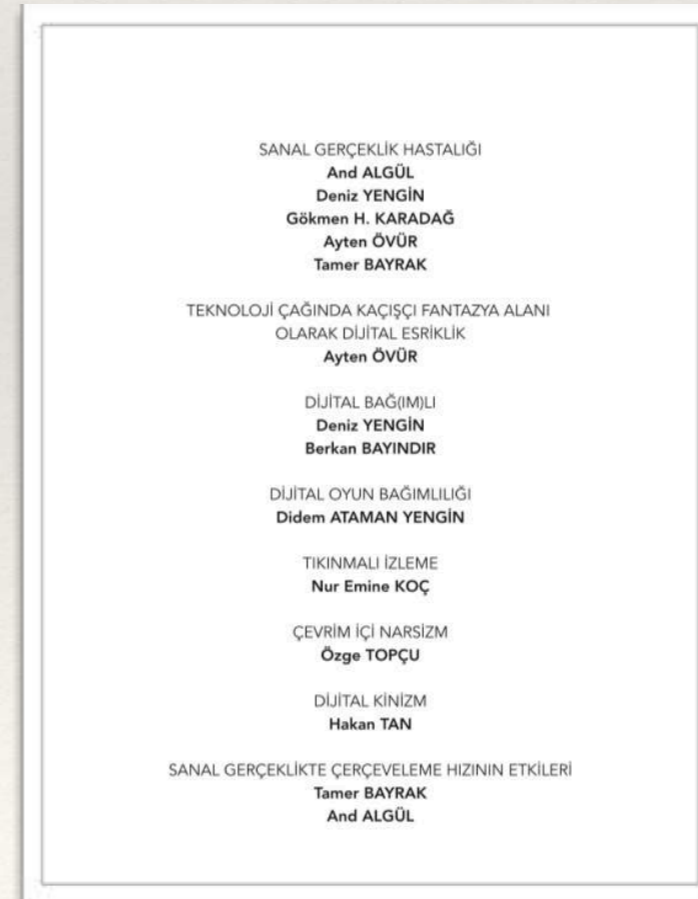 SANAL GERÇEKLİK HASTALIĞI
And ALGÜL
Deniz YENGİN
Gökmen H. KARADAĞ
Ayten ÖVÜR
Tamer BAYRAK
TEKNOLOJİ ÇAĞINDA KAÇIŞÇI FANTAZYA ALANI
OLARAK DİJİTAL ESRİKLİK
Ayten ÖVÜR
DİJİTAL BAĞ(IM)LI
Deniz YENGİN
Berkan BAYINDIR
DİJİTAL OYUN BAĞIMLILIĞI
Didem ATAMAN YENGİN
TIKINMALI İZLEME
Nur Emine KOÇ
ÇEVRİM İÇİ NARSİZM
Özge TOPÇU
DİJİTAL KİNİZM
Hakan TAN
SANAL GERÇEKLİKTE ÇERÇEVELEME HIZININ ETKİLERİ
Tamer BAYRAK
And ALGÜL